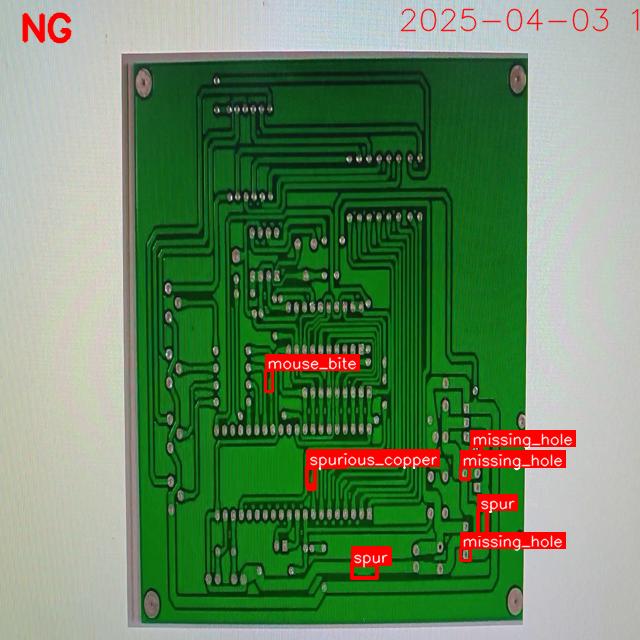 NG
2025-04-03 1
mouse_bite
missing_hole
spurious_copper
missing_hole
spur
missing_hole
spur